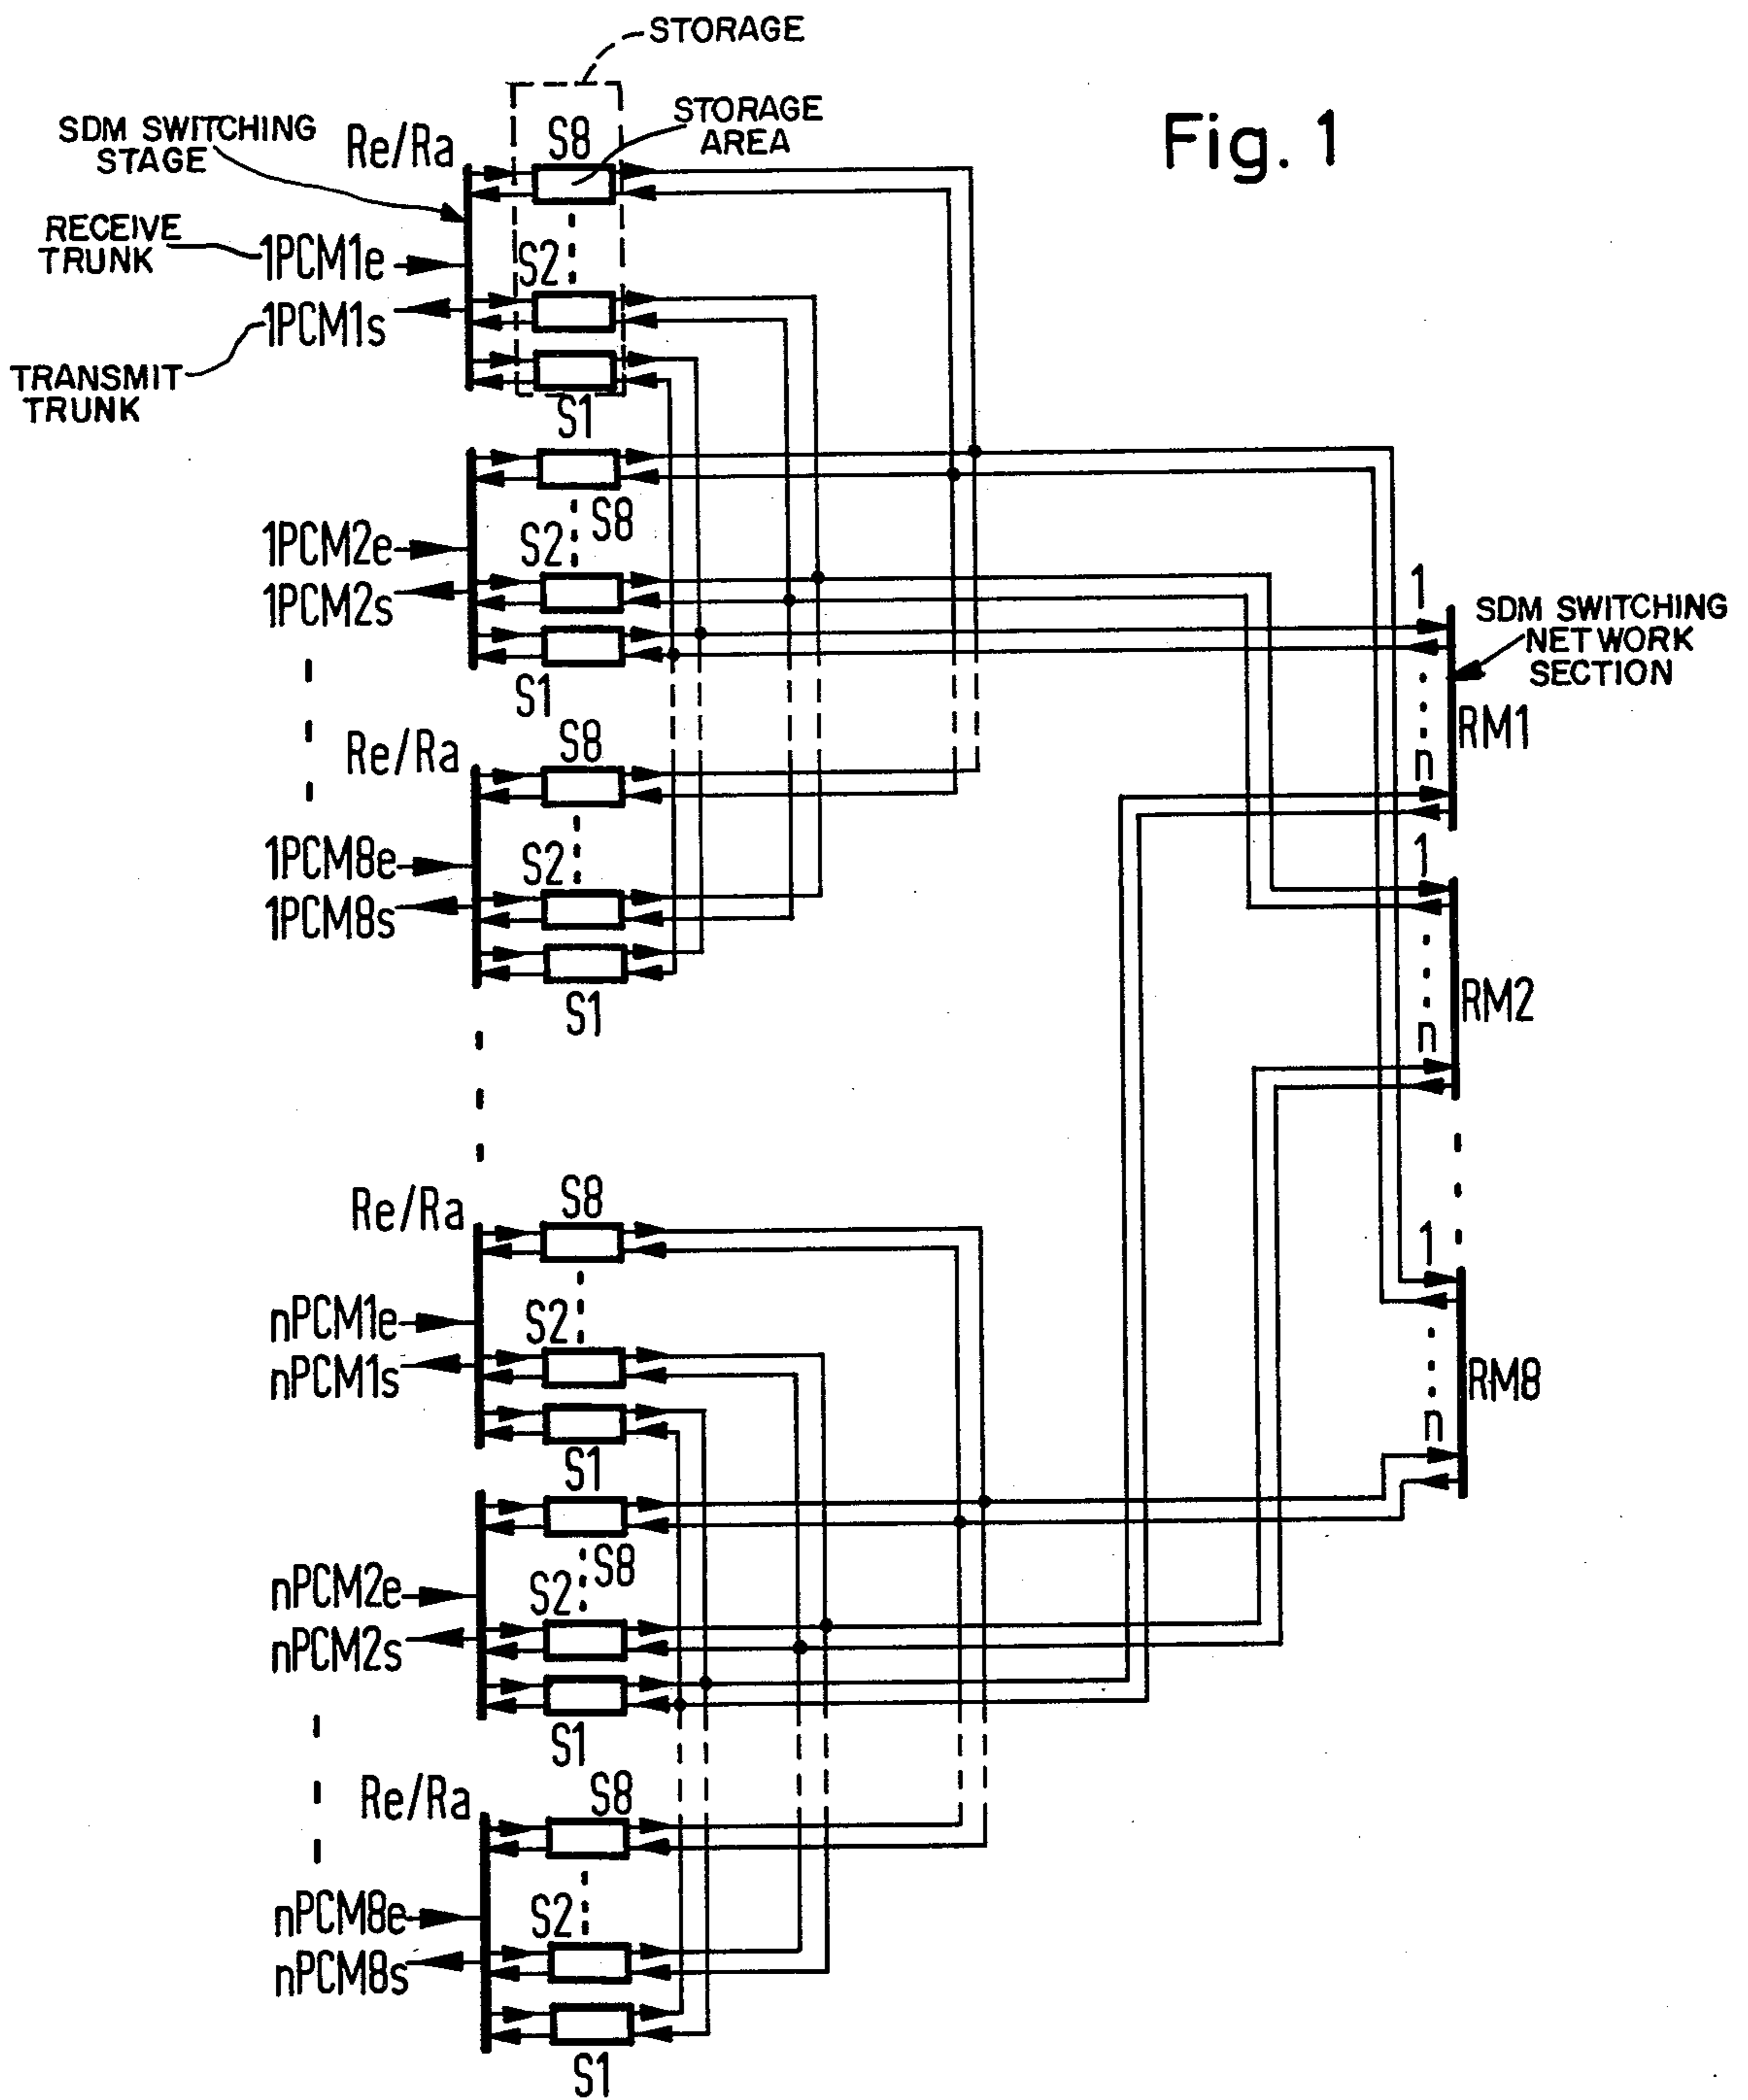 STORAGE
Fig. 1
STORAGE
AREA
SDM SWITCHING
STAGE
Re/Ra
S8
RECEIVE
TRUNK
1PCM1e
S2
1PCM1s
TRANSMIT
TRUNK
S1
S8
1PCM2e
S2
1PCM2s
S1
1
SDM SWITCHING
NETWORK
SECTION
RM1
n
Re/Ra
S8
1PCM8e
S2
1PCM8s
S1
1
RM2
n
Re/Ra
S8
nPCM1e
S2
nPCM1s
S1
1
RM8
n
S8
nPCM2e
S2
nPCM2s
S1
Re/Ra
S8
nPCM8e
S2
nPCM8s
S1